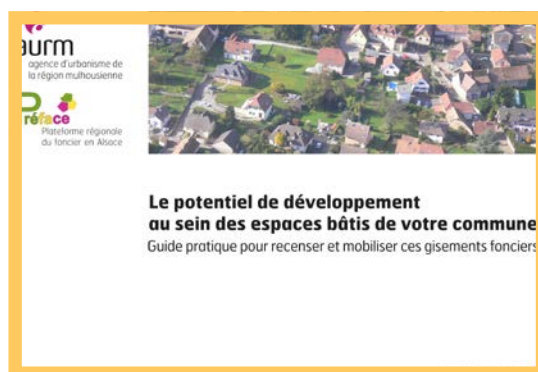 aurm
agence d'urbanisme de
la région mulhousienne
réface
Plateforme régionale
du foncier en Alsace
Le potentiel de développement
au sein des espaces bâtis de votre commune
Guide pratique pour recenser et mobiliser ces gisements fonciers